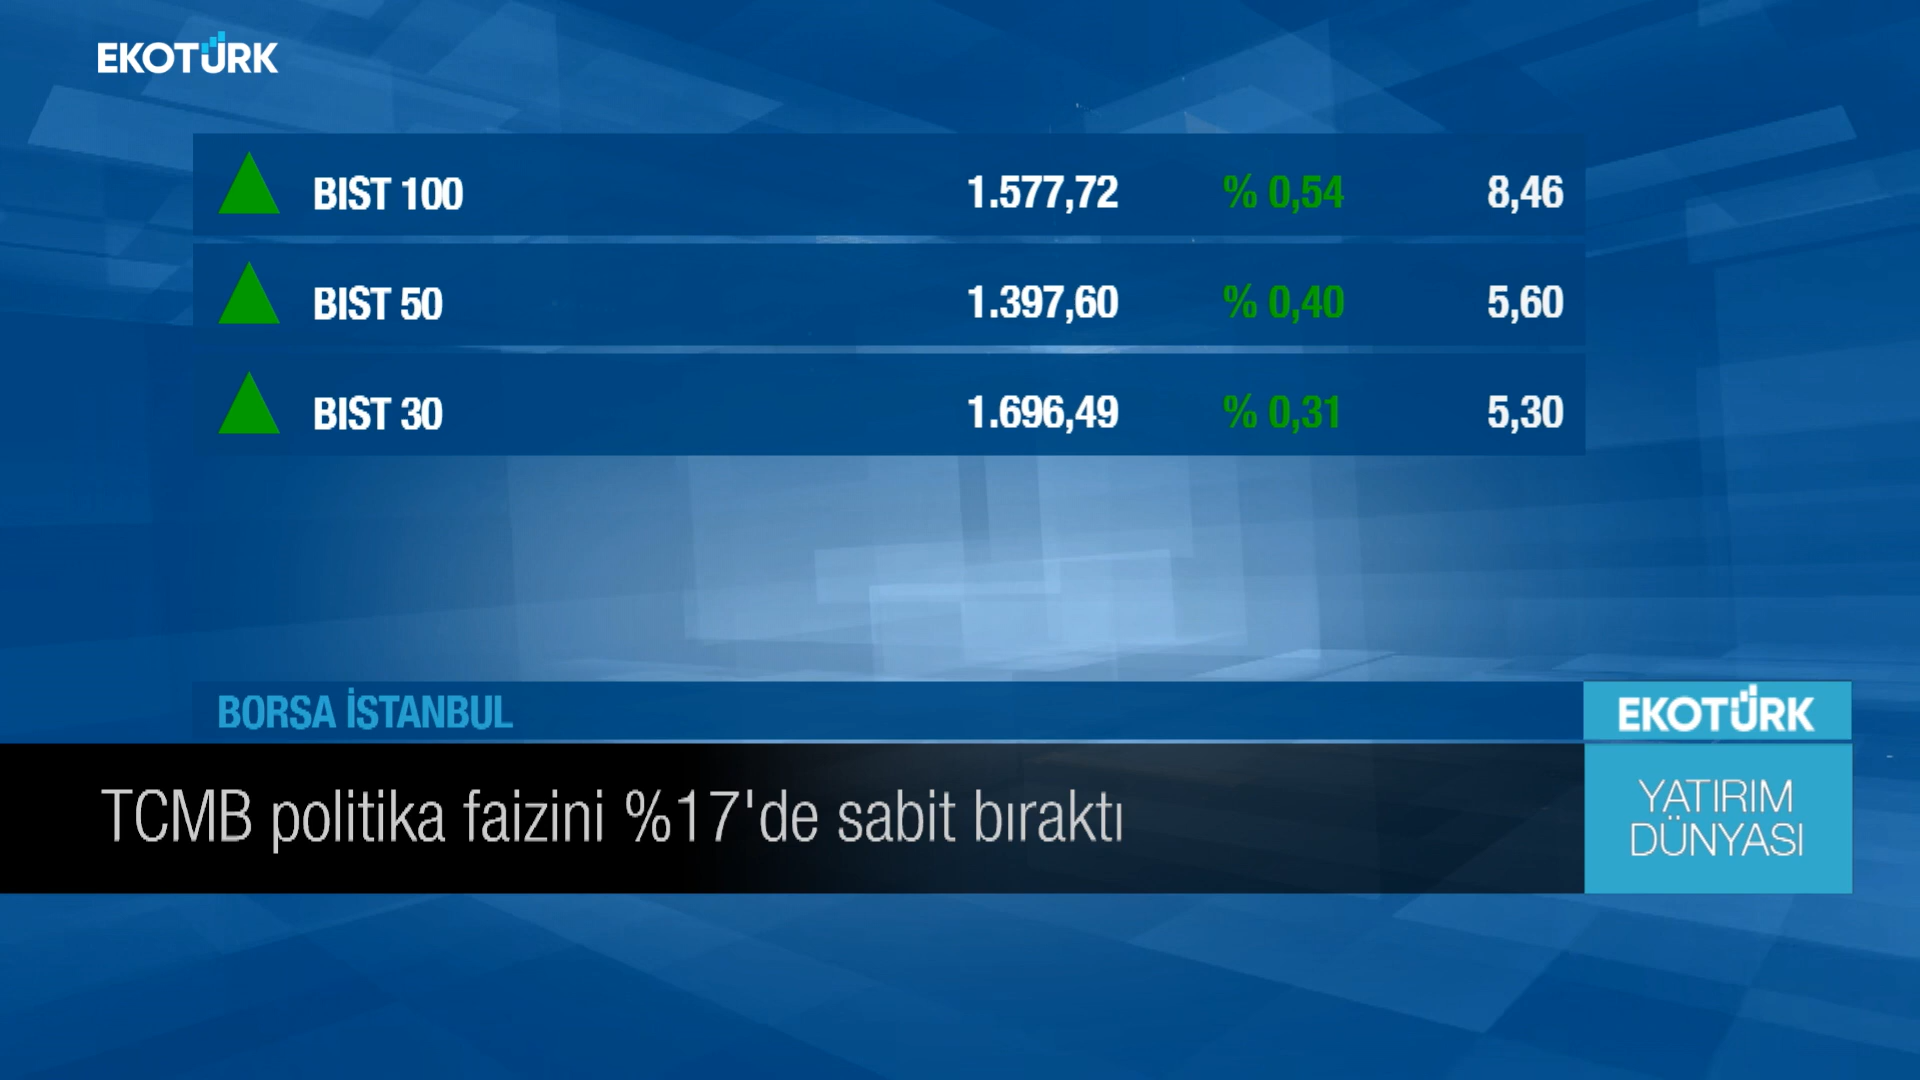 EKOTÜRK
BIST 100 1.577,72 % 0,54 8,46
BIST 50 1.397,60 % 0,40 5,60
BIST 30 1.696,49 % 0,31 5,30
BORSA İSTANBUL
EKOTÜRK
TCMB politika faizini %17'de sabit bıraktı
YATIRIM
DÜNYASI